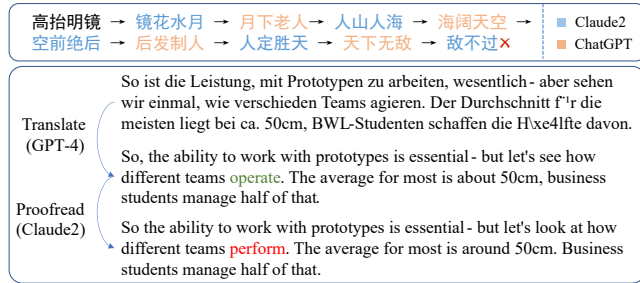 高抬明镜 → 镜花水月 → 月下老人 → 人山人海 → 海阔天空 →
空前绝后 → 后发制人 → 人定胜天 → 天下无敌 → 敌不过×
Claude2
ChatGPT
Translate
(GPT-4)
So ist die Leistung, mit Prototypen zu arbeiten, wesentlich - aber sehen
wir einmal, wie verschieden Teams agieren. Der Durchschnitt f¨¹r die
meisten liegt bei ca. 50cm, BWL-Studenten schaffen die H\xe4lfte davon.
So, the ability to work with prototypes is essential - but let's see how
different teams operate. The average for most is about 50cm, business
students manage half of that.
Proofread
(Claude2)
So the ability to work with prototypes is essential - but let's look at how
different teams perform. The average for most is around 50cm. Business
students manage half of that.